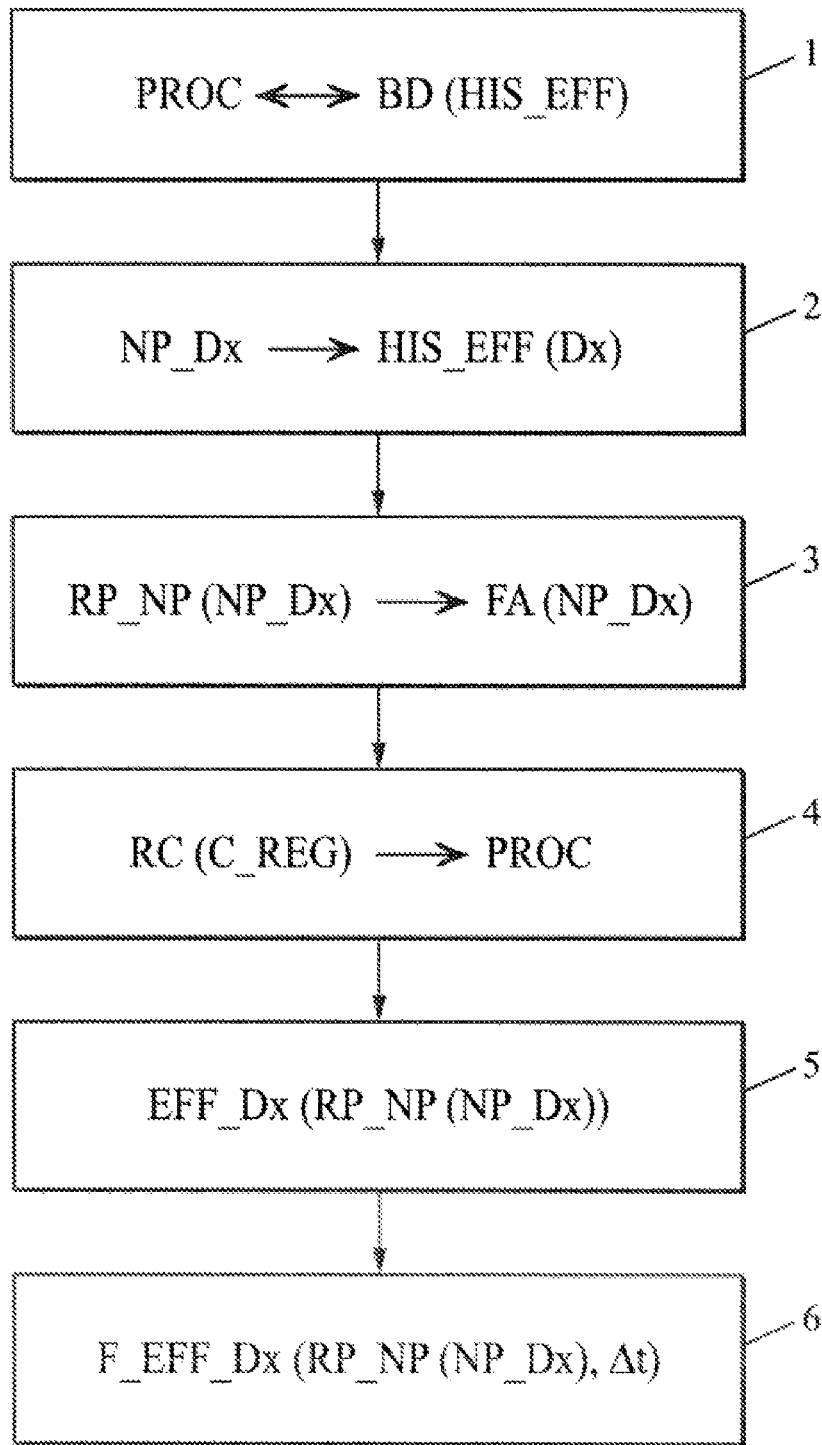 1
PROC ⟷ BD (HIS_EFF)
2
NP_Dx ⟶ HIS_EFF (Dx)
3
RP_NP (NP_Dx) ⟶ FA (NP_Dx)
4
RC (C_REG) ⟶ PROC
5
EFF_Dx (RP_NP (NP_Dx))
6
F_EFF_Dx (RP_NP (NP_Dx), Δt)